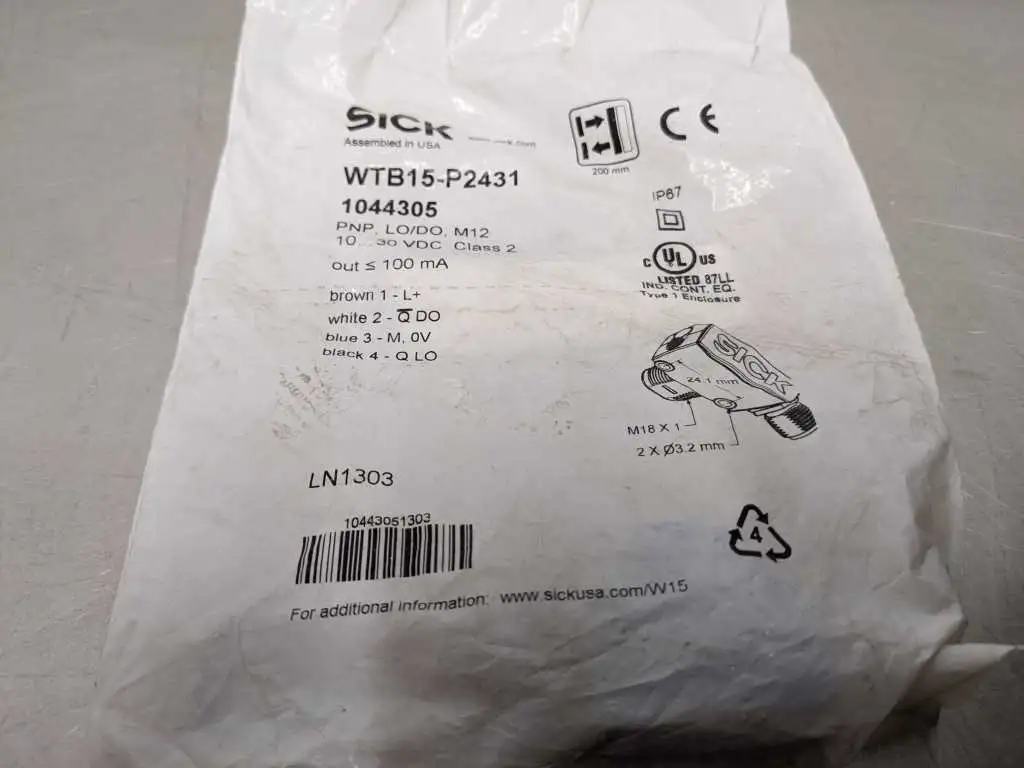 SICK
Assembled in USA
WTB15-P2431
1044305
PNP, LO/DO, M12
10...30 VDC Class 2
out ≤ 100 mA
brown 1 - L+
white 2 - Q̅ DO
blue 3 - M, 0V
black 4 - Q LO
200 mm
CE
IP67
C UL US
LISTED 87LL
IND. CONT. EQ.
Type 1 Enclosure
SICK
24.1 mm
M18 X 1
2 X Ø3.2 mm
LN1303
10443051303
4
For additional information: www.sickusa.com/W15